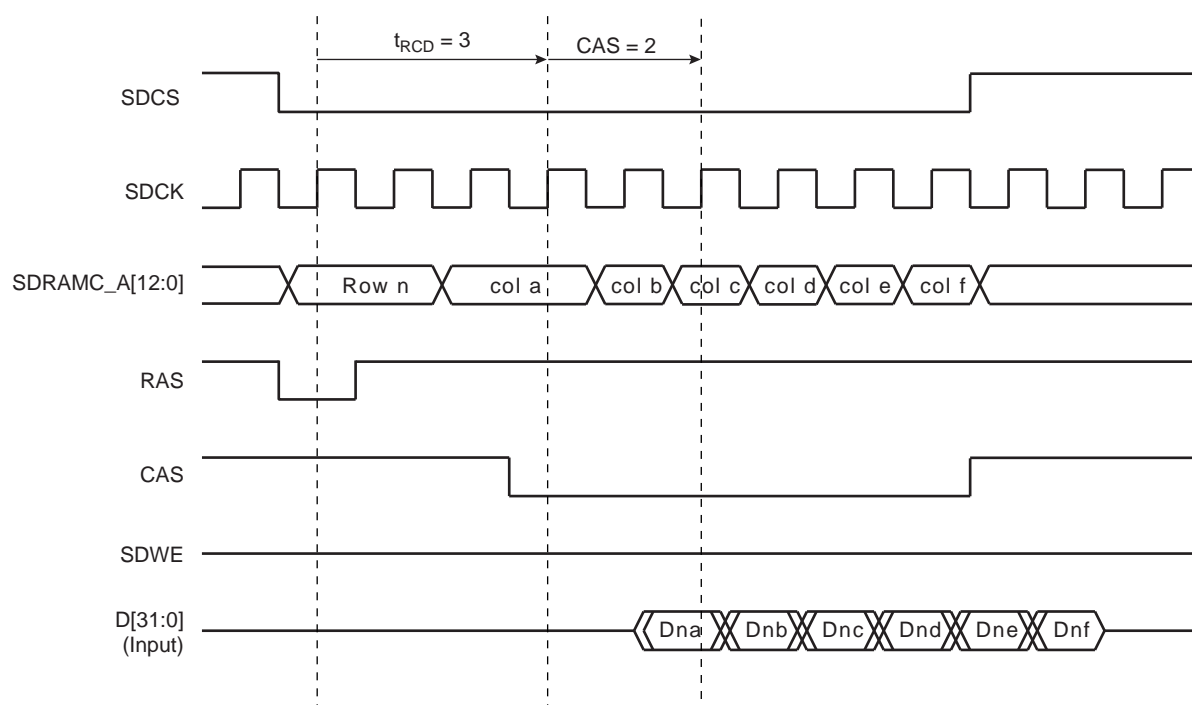 tRCD = 3
CAS = 2
SDCS
SDCK
SDRAMC_A[12:0]
Row n
col a
col b
col c
col d
col e
col f
RAS
CAS
SDWE
D[31:0]
(Input)
Dna
Dnb
Dnc
Dnd
Dne
Dnf